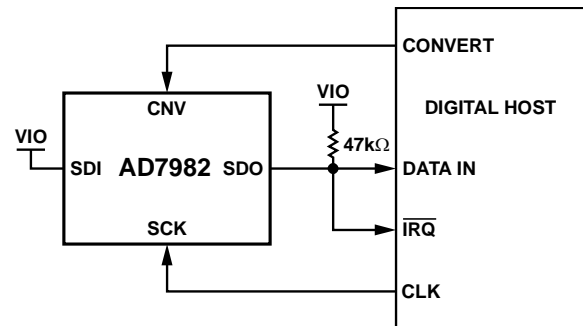 CONVERT
VIO
CNV
DIGITAL HOST
VIO
47kΩ
SDI
AD7982
SDO
DATA IN
SCK
IRQ
CLK